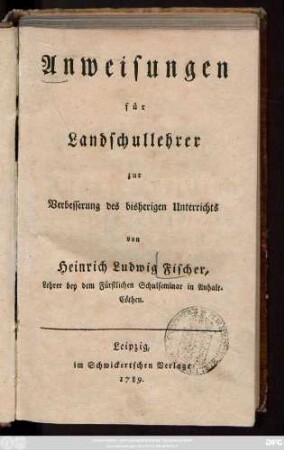 Anweisungen
für
Landschullehrer
zur
Verbesserung des bisherigen Unterrichts
von
Heinrich Ludwig Fischer,
Lehrer bey dem Fürstlichen Schulseminar in Anhalt-
Cöthen.
Leipzig,
im Schwickertschen Verlage
1789.